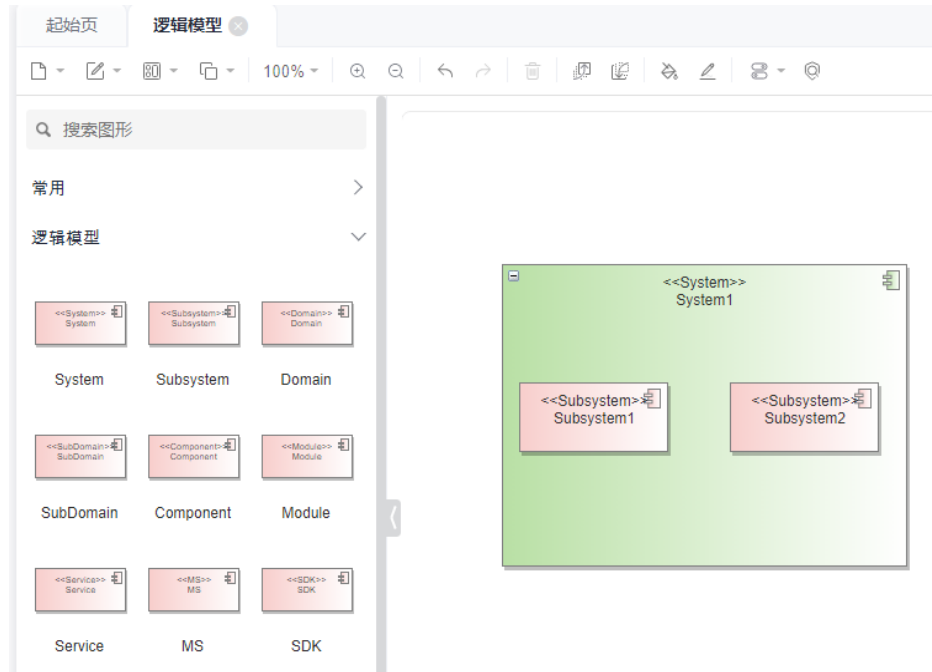 起始页
逻辑模型
100%
搜索图形
常用
逻辑模型
<<System>>
System
<<Subsystem>>
Subsystem
<<Domain>>
Domain
System
Subsystem
Domain
<<SubDomain>>
SubDomain
<<Component>>
Component
<<Module>>
Module
SubDomain
Component
Module
<<Service>>
Service
<<MS>>
MS
<<SDK>>
SDK
Service
MS
SDK
<<System>>
System1
<<Subsystem>>
Subsystem1
<<Subsystem>>
Subsystem2